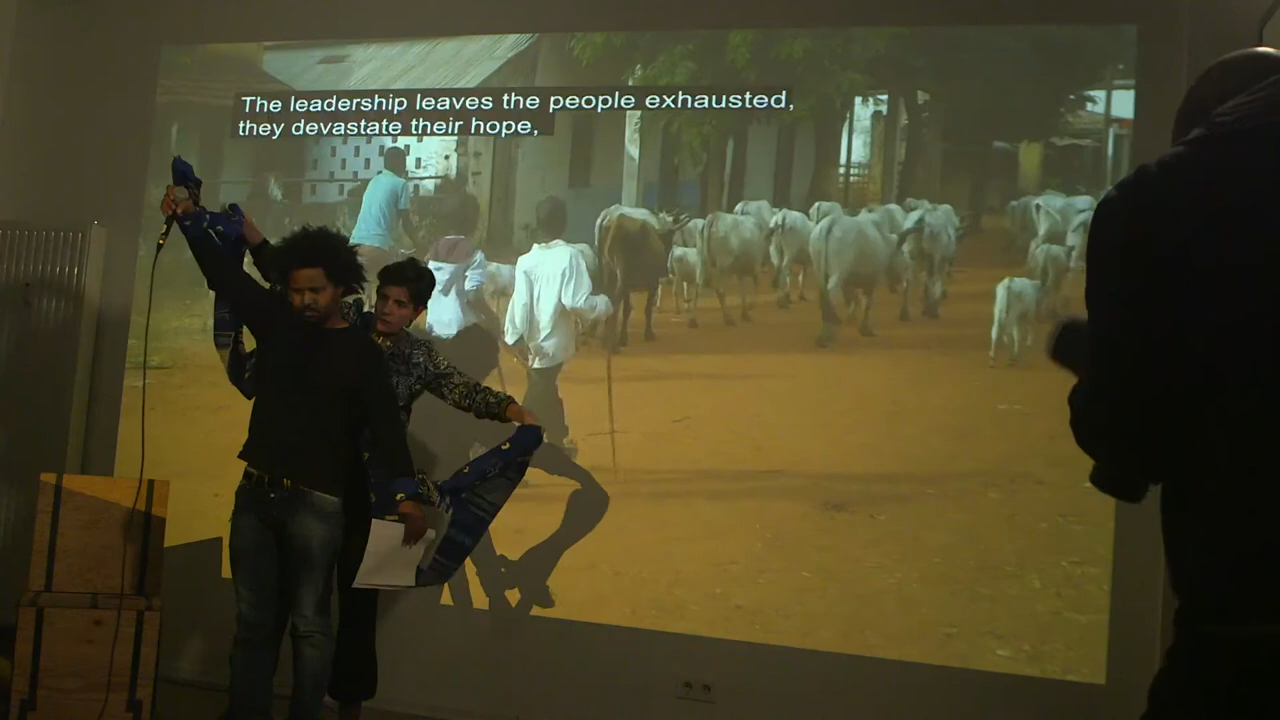 The leadership leaves the people exhausted,
they devastate their hope,